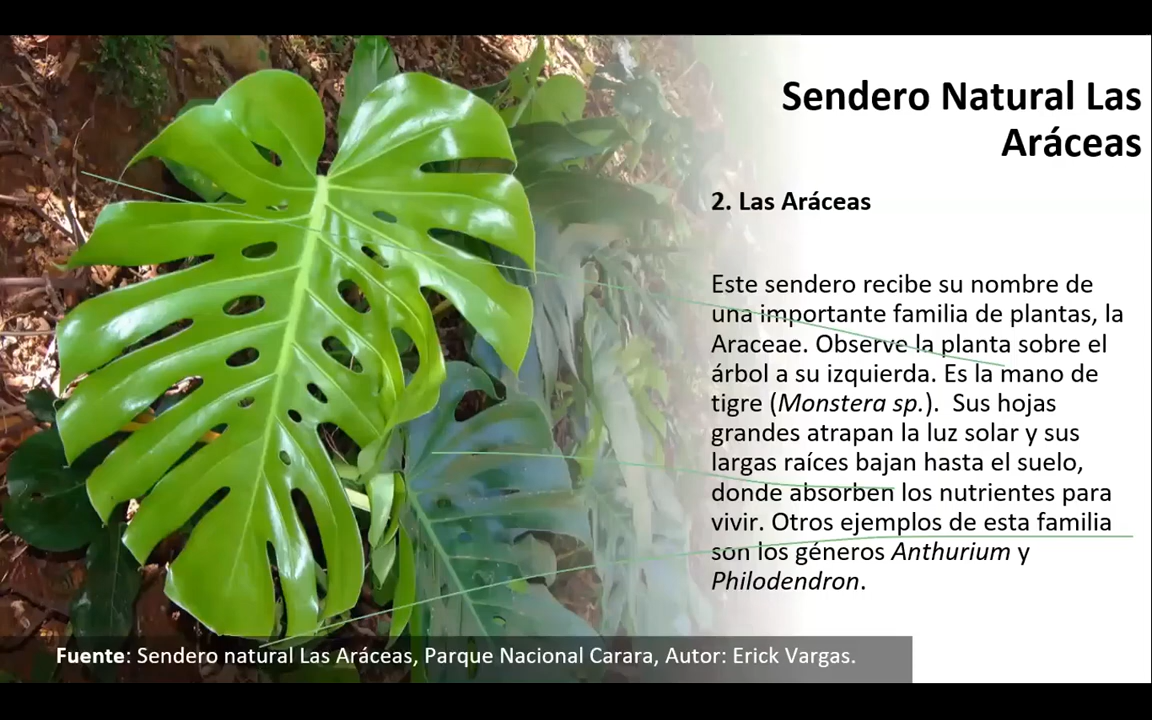 Sendero Natural Las
Aráceas
2. Las Aráceas
Este sendero recibe su nombre de
una importante familia de plantas, la
Araceae. Observe la planta sobre el
árbol a su izquierda. Es la mano de
tigre (Monstera sp.).  Sus hojas
grandes atrapan la luz solar y sus
largas raíces bajan hasta el suelo,
donde absorben los nutrientes para
vivir. Otros ejemplos de esta familia
son los géneros Anthurium y
Philodendron.
Fuente: Sendero natural Las Aráceas, Parque Nacional Carara, Autor: Erick Vargas.